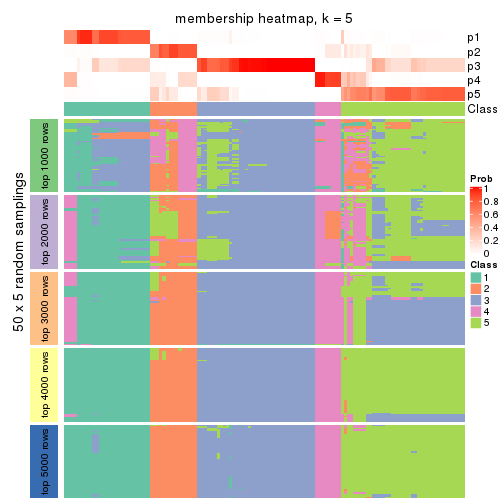 membership heatmap, k = 5
p1
p2
p3
p4
p5
Class
50 x 5 random samplings
top 1000 rows
top 2000 rows
top 3000 rows
top 4000 rows
top 5000 rows
Prob
1
0.8
0.6
0.4
0.2
0
Class
1
2
3
4
5